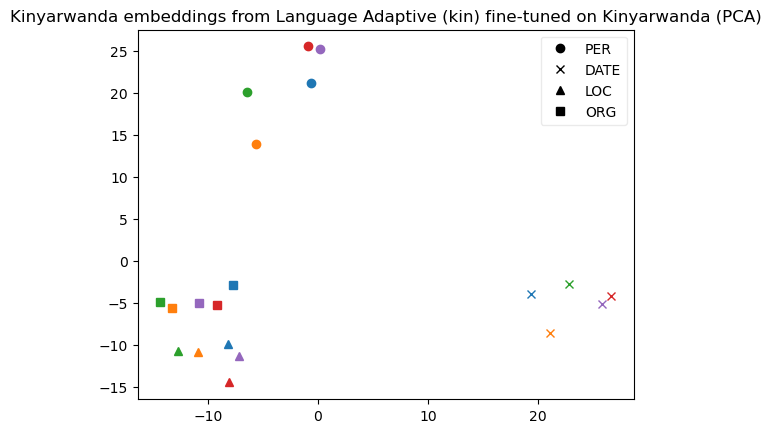 Kinyarwanda embeddings from Language Adaptive (kin) fine-tuned on Kinyarwanda (PCA)
25
20
15
10
5
0
−5
−10
−15
PER
DATE
LOC
ORG
−10
0
10
20